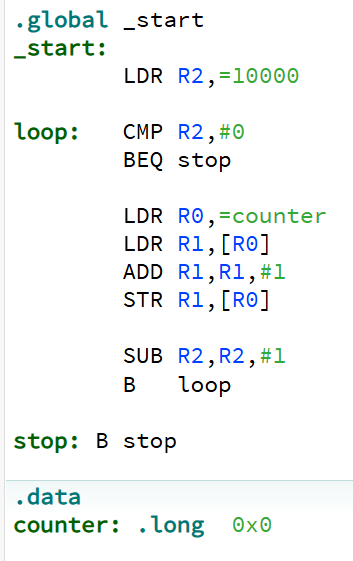 .global _start
_start:
LDR R2,=10000
loop: CMP R2,#0
BEQ stop
LDR R0,=counter
LDR R1,[R0]
ADD R1,R1,#1
STR R1,[R0]
SUB R2,R2,#1
B loop
stop: B stop
.data
counter: .long 0x0